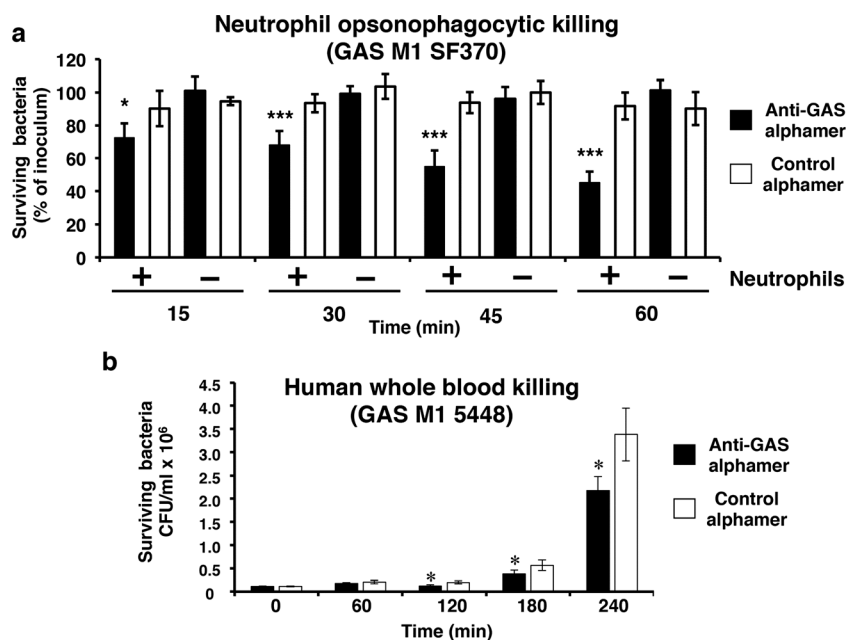 a
Neutrophil opsonophagocytic killing
(GAS M1 SF370)
Surviving bacteria
(% of inoculum)
120
100
80
60
40
20
0
*
***
***
***
Anti-GAS
alphamer
Control
alphamer
+ − + − + − + − Neutrophils
15 30 45 60
Time (min)
b
Human whole blood killing
(GAS M1 5448)
Surviving bacteria
CFU/ml x 10⁶
4.5
4.0
3.5
3.0
2.5
2.0
1.5
1.0
0.5
0
*
*
*
Anti-GAS
alphamer
Control
alphamer
0 60 120 180 240
Time (min)